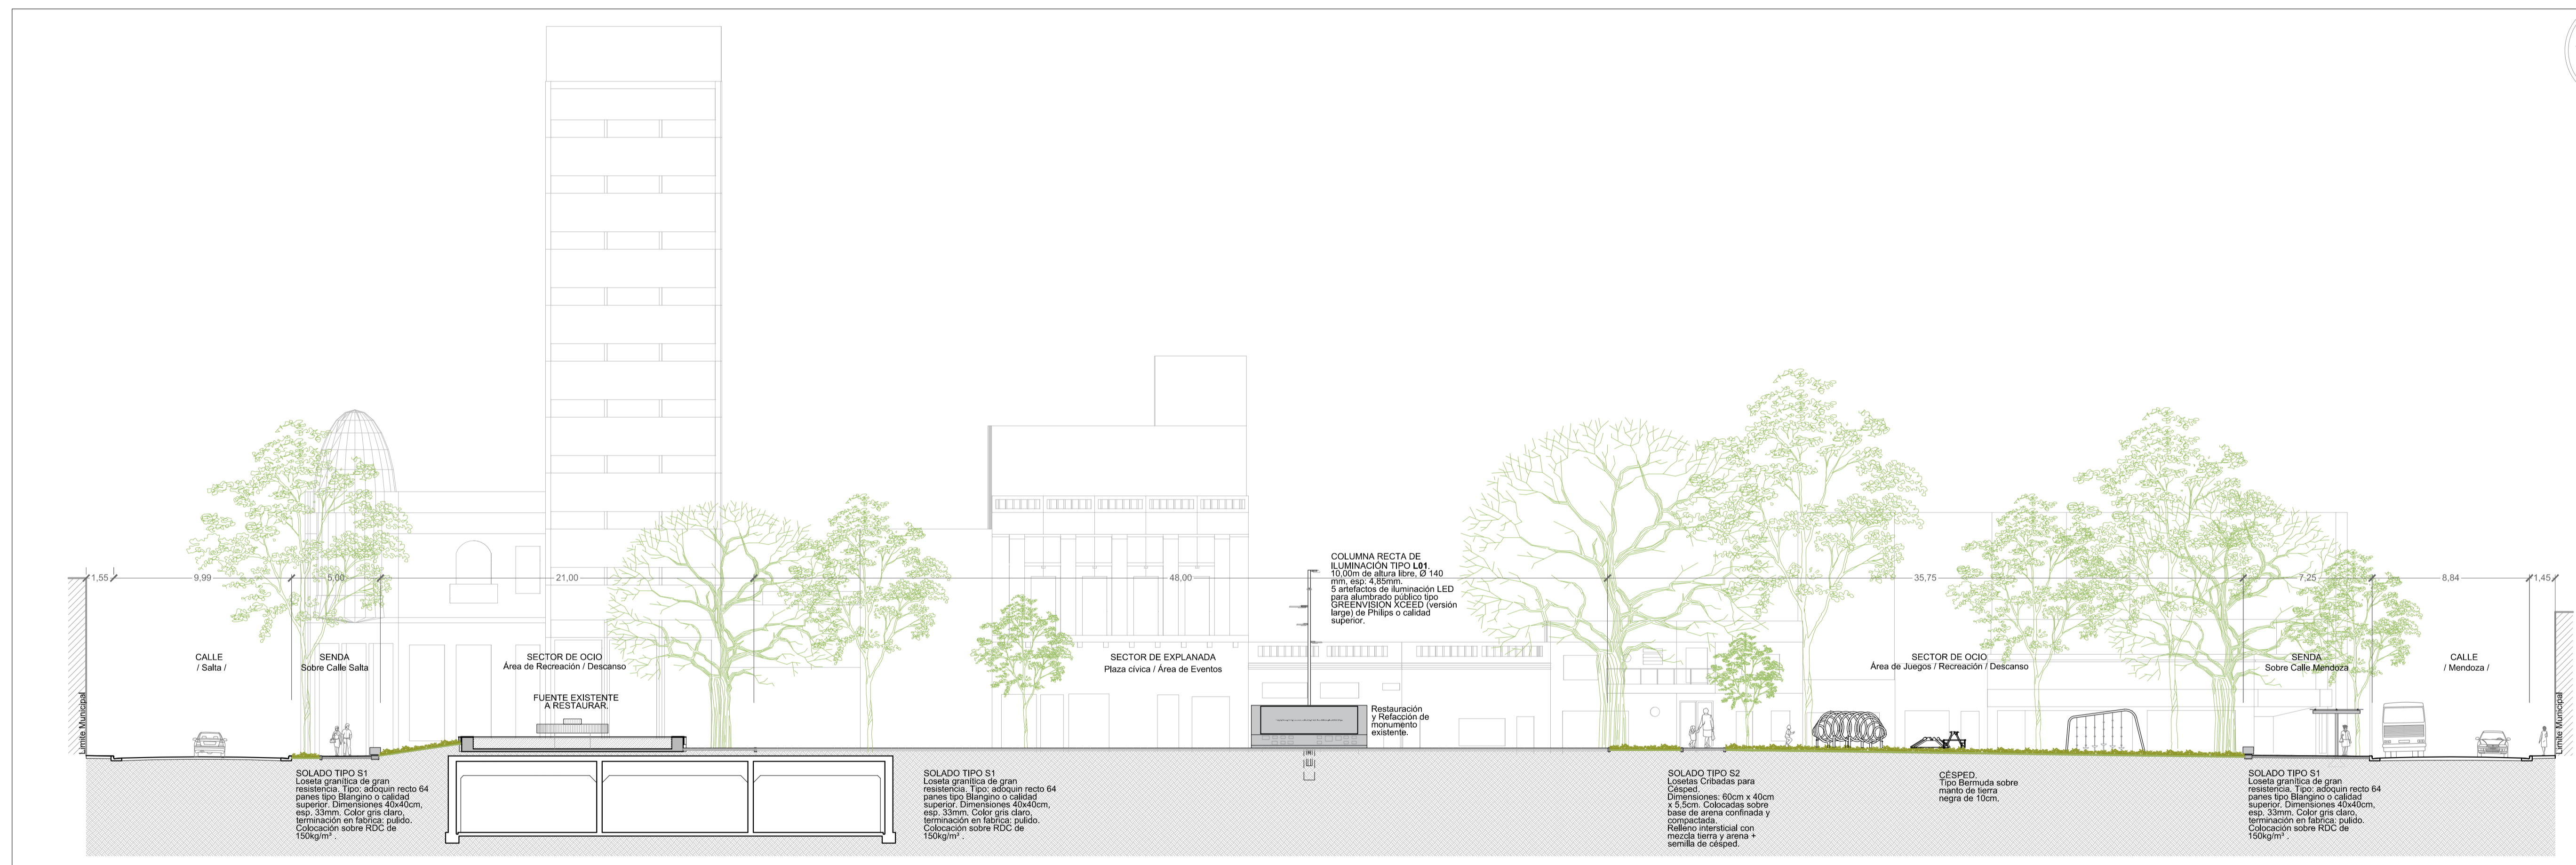 1,55
9,99
5,00
21,00
48,00
35,75
7,25
8,84
1,45
COLUMNA RECTA DE
ILUMINACIÓN TIPO L01.
10,00m de altura libre, Ø 140
mm, esp: 4,85mm.
5 artefactos de iluminación LED
para alumbrado público tipo
GREENVISION XCEED (versión
large) de Philips o calidad
superior.
Limite Municipal
CALLE
/ Salta /
SENDA
Sobre Calle Salta
SECTOR DE OCIO
Área de Recreación / Descanso
FUENTE EXISTENTE
A RESTAURAR.
SECTOR DE EXPLANADA
Plaza cívica / Área de Eventos
Restauración
y Refacción de
monumento
existente.
SECTOR DE OCIO
Área de Juegos / Recreación / Descanso
SENDA
Sobre Calle Mendoza
CALLE
/ Mendoza /
Limite Municipal
SOLADO TIPO S1
Loseta granítica de gran
resistencia. Tipo: adoquin recto 64
panes tipo Blangino o calidad
superior. Dimensiones 40x40cm,
esp. 33mm. Color gris claro,
terminación en fabrica: pulido.
Colocación sobre RDC de
150kg/m³ .
SOLADO TIPO S1
Loseta granítica de gran
resistencia. Tipo: adoquin recto 64
panes tipo Blangino o calidad
superior. Dimensiones 40x40cm,
esp. 33mm. Color gris claro,
terminación en fabrica: pulido.
Colocación sobre RDC de
150kg/m³ .
SOLADO TIPO S2
Losetas Cribadas para
Césped.
Dimensiones: 60cm x 40cm
x 5,5cm. Colocadas sobre
base de arena confinada y
compactada.
Relleno intersticial con
mezcla tierra y arena +
semilla de césped.
CÉSPED.
Tipo Bermuda sobre
manto de tierra
negra de 10cm.
SOLADO TIPO S1
Loseta granítica de gran
resistencia. Tipo: adoquin recto 64
panes tipo Blangino o calidad
superior. Dimensiones 40x40cm,
esp. 33mm. Color gris claro,
terminación en fabrica: pulido.
Colocación sobre RDC de
150kg/m³ .